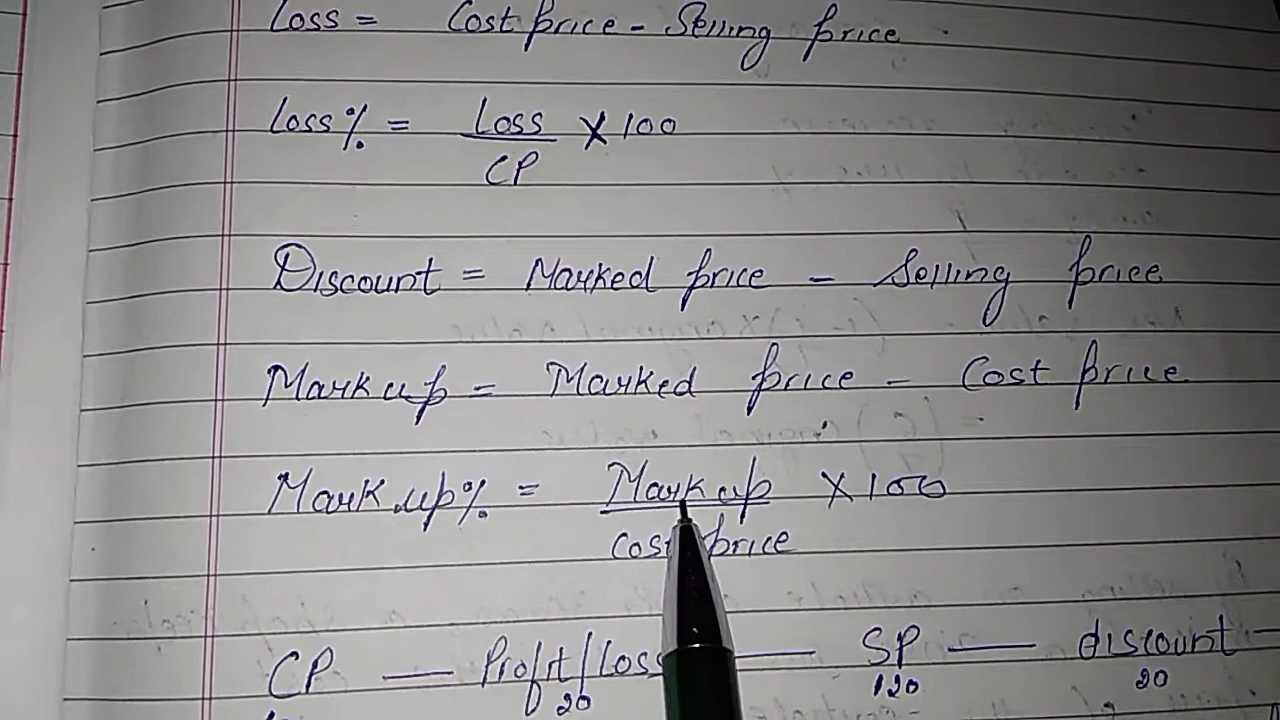 Loss = Cost price - Selling price
Loss% = Loss/CP X 100
Discount = Marked price - Selling price
Mark up = Marked price - Cost price
Mark up% = Mark up/Cost price X 100
CP — Profit/Loss — SP — discount —
20 120 20